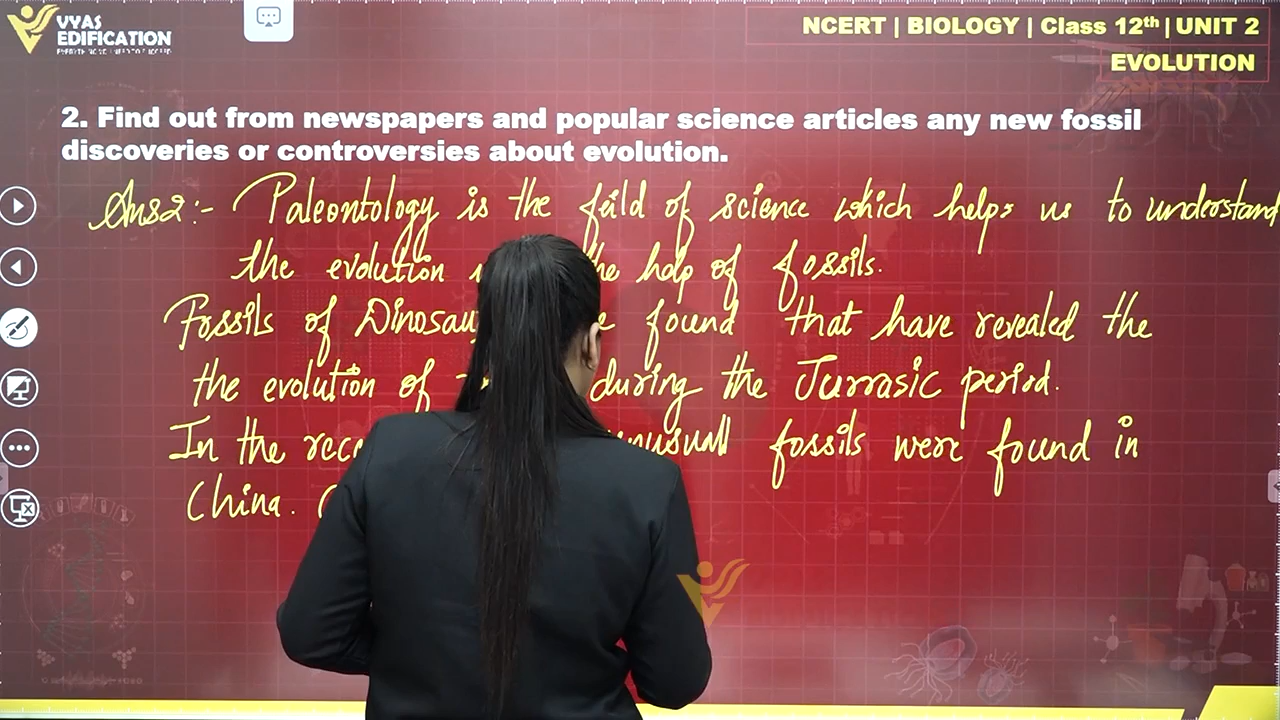 VYAS
EDIFICATION
NCERT | BIOLOGY | Class 12th | UNIT 2
EVOLUTION
2. Find out from newspapers and popular science articles any new fossil
discoveries or controversies about evolution.
Ans2:- Paleontology is the feild of science which helps us to understand
the evolution the help of fossils.
Fossils of found that have revealed the
the evolution of during the Jurrasic period.
In the fossils were found in
China.